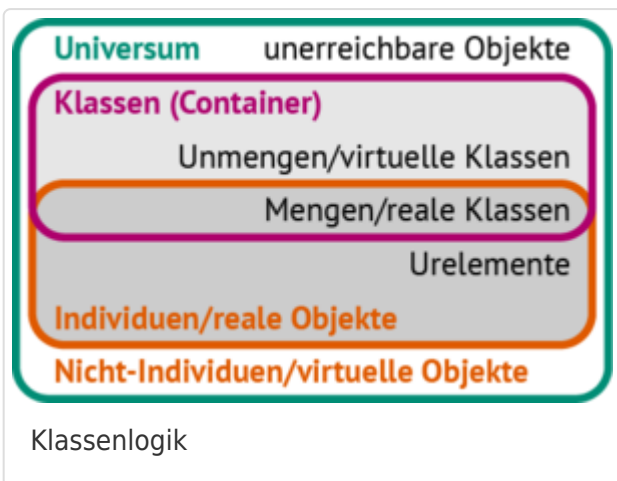 Universum unerreichbare Objekte
Klassen (Container)
Unmengen/virtuelle Klassen
Mengen/reale Klassen
Urelemente
Individuen/reale Objekte
Nicht-Individuen/virtuelle Objekte
Klassenlogik